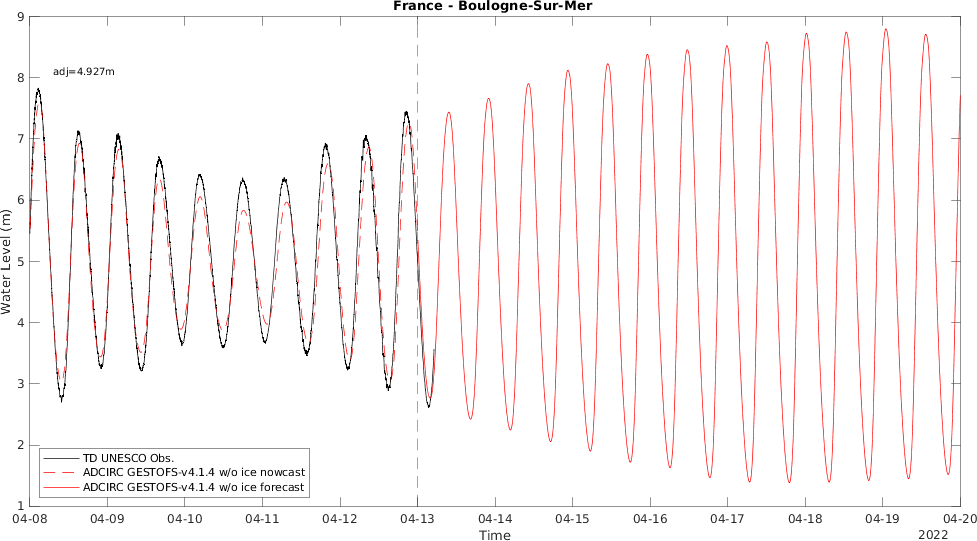 France - Boulogne-Sur-Mer
adj=4.927m
9
8
7
6
5
4
3
2
1
Water Level (m)
TD UNESCO Obs.
ADCIRC GESTOFS-v4.1.4 w/o ice nowcast
ADCIRC GESTOFS-v4.1.4 w/o ice forecast
04-08 04-09 04-10 04-11 04-12 04-13 04-14 04-15 04-16 04-17 04-18 04-19 04-20
Time
2022